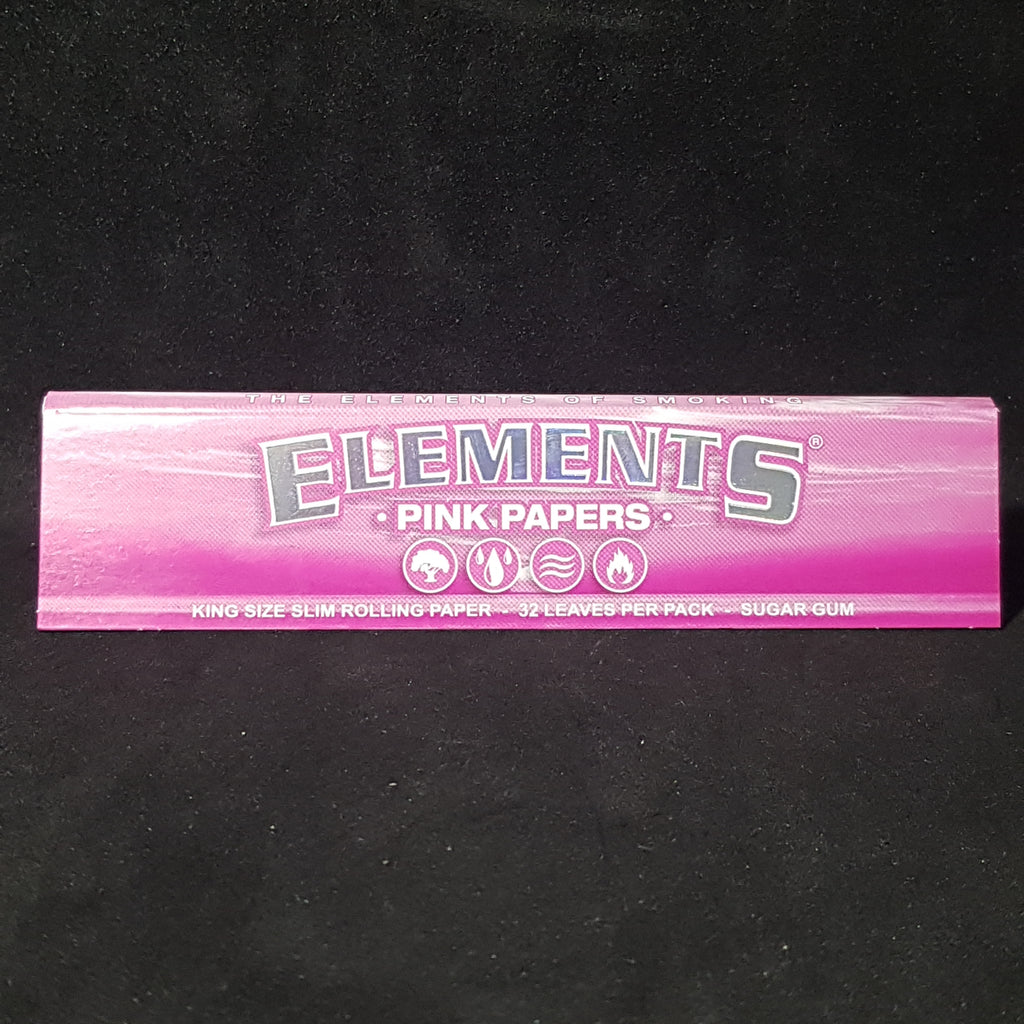 THE ELEMENTS OF SMOKING
ELEMENTS®
· PINK PAPERS ·
KING SIZE SLIM ROLLING PAPER - 32 LEAVES PER PACK - SUGAR GUM